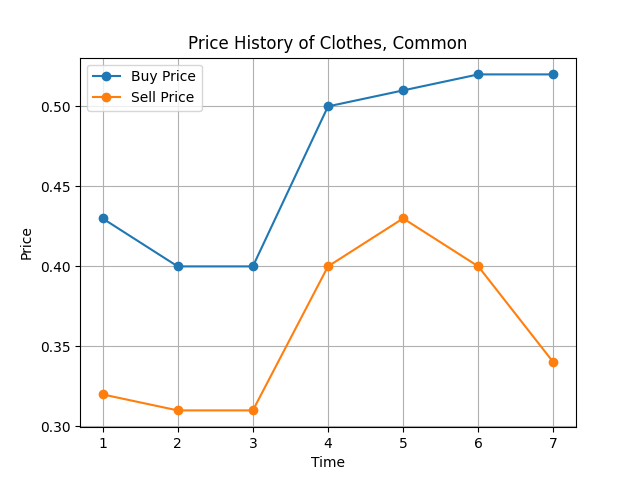 Price History of Clothes, Common
Buy Price
Sell Price
0.50
0.45
0.40
0.35
0.30
Price
1 2 3 4 5 6 7
Time